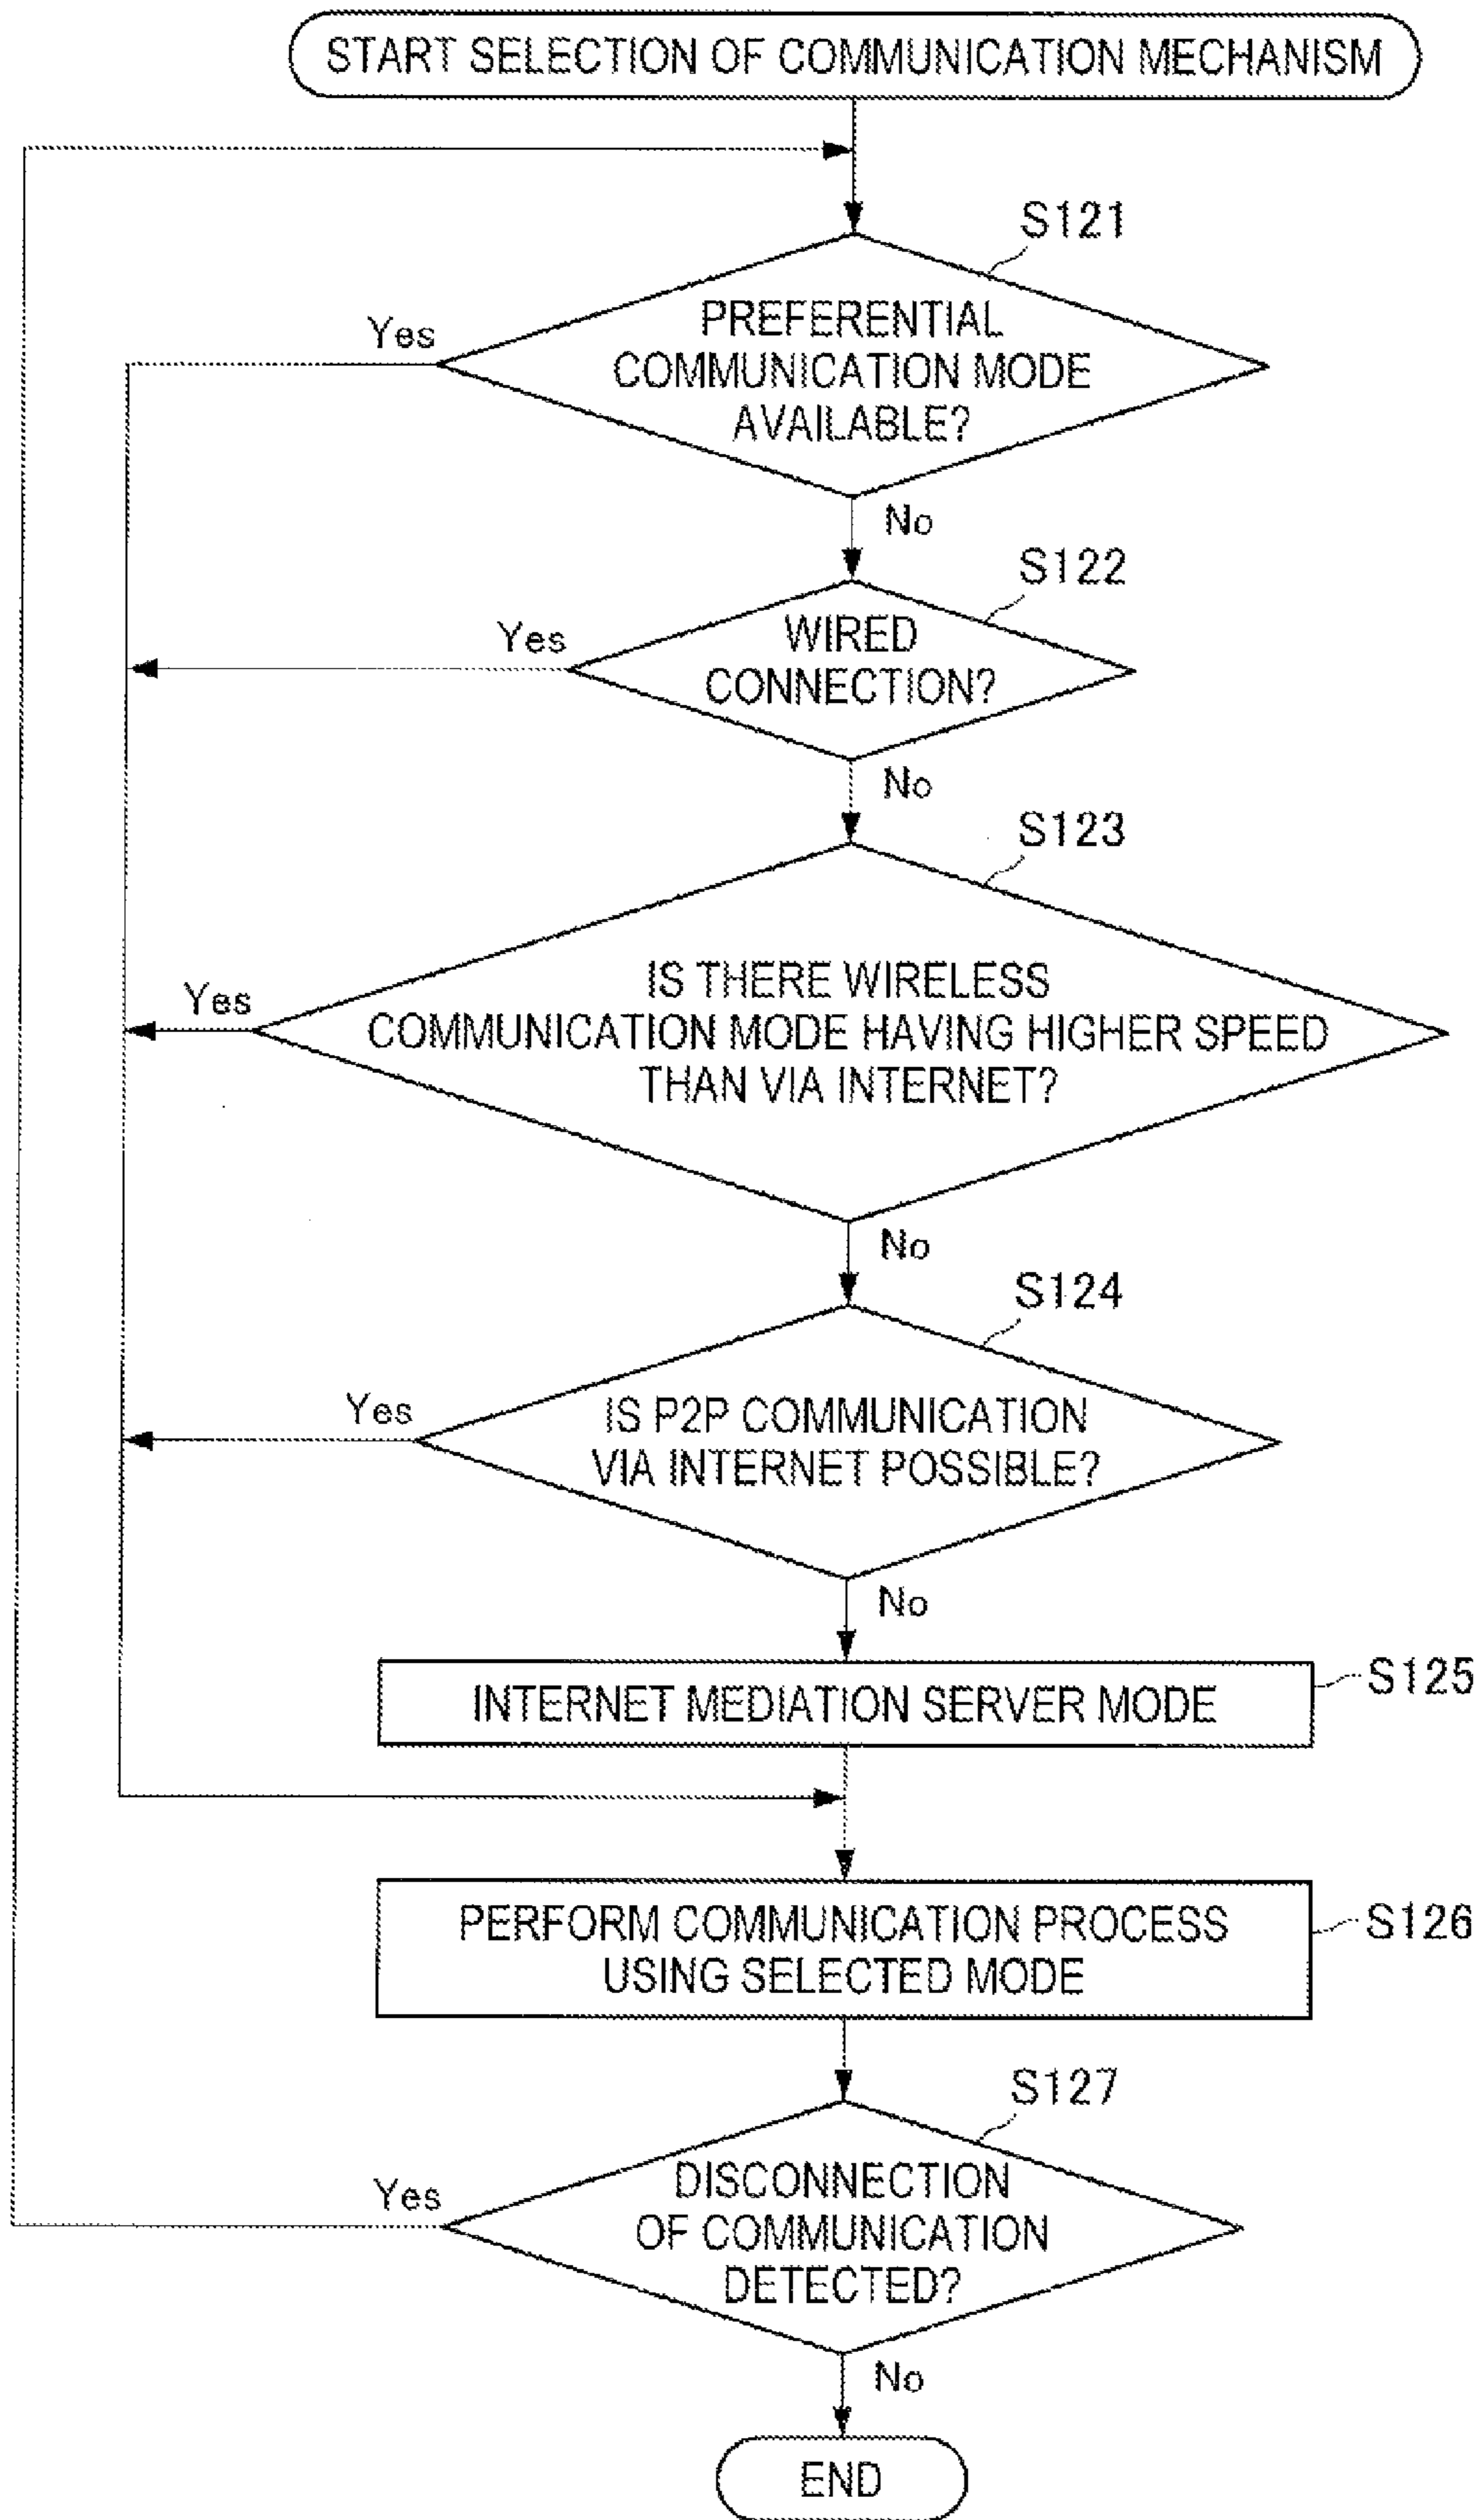 START SELECTION OF COMMUNICATION MECHANISM
S121
PREFERENTIAL
COMMUNICATION MODE
AVAILABLE?
Yes
No
S122
WIRED
CONNECTION?
Yes
No
S123
IS THERE WIRELESS
COMMUNICATION MODE HAVING HIGHER SPEED
THAN VIA INTERNET?
Yes
No
S124
IS P2P COMMUNICATION
VIA INTERNET POSSIBLE?
Yes
No
INTERNET MEDIATION SERVER MODE
S125
PERFORM COMMUNICATION PROCESS
USING SELECTED MODE
S126
S127
DISCONNECTION
OF COMMUNICATION
DETECTED?
Yes
No
END